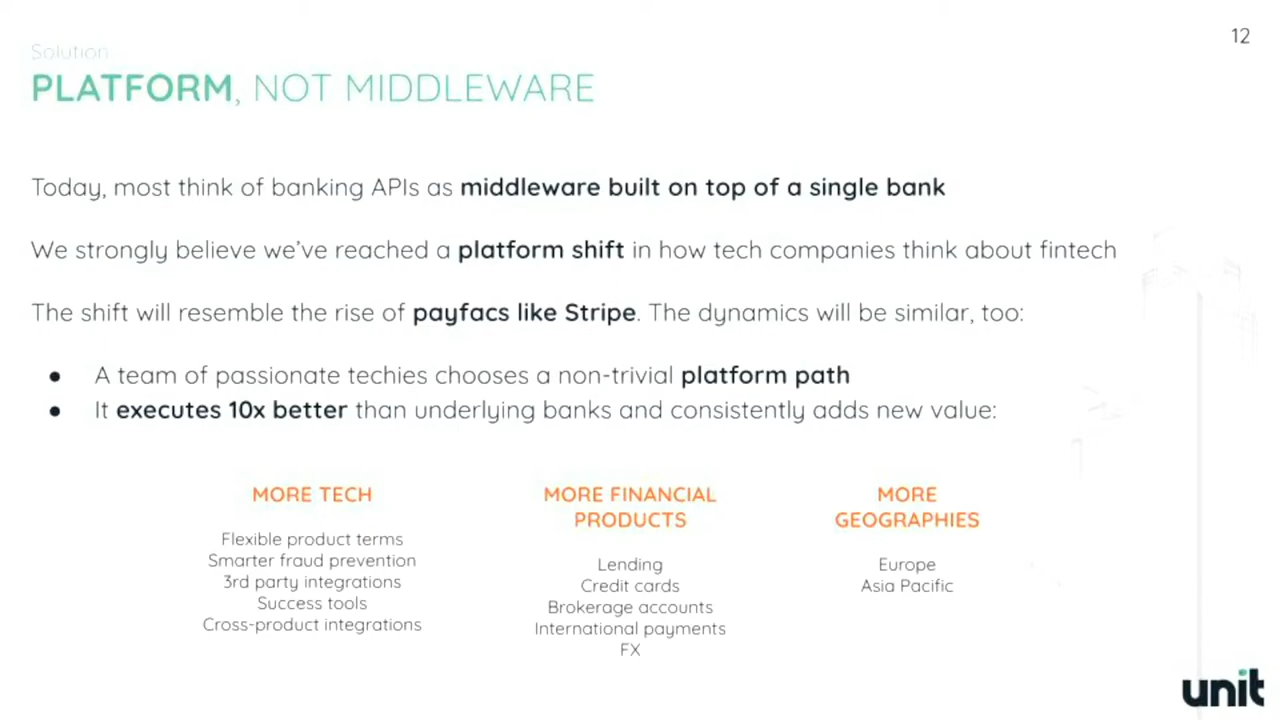 12
Solution
PLATFORM, NOT MIDDLEWARE
Today, most think of banking APIs as middleware built on top of a single bank
We strongly believe we've reached a platform shift in how tech companies think about fintech
The shift will resemble the rise of payfacs like Stripe. The dynamics will be similar, too:
● A team of passionate techies chooses a non-trivial platform path
● It executes 10x better than underlying banks and consistently adds new value:
MORE TECH
Flexible product terms
Smarter fraud prevention
3rd party integrations
Success tools
Cross-product integrations
MORE FINANCIAL
PRODUCTS
Lending
Credit cards
Brokerage accounts
International payments
FX
MORE
GEOGRAPHIES
Europe
Asia Pacific
unit